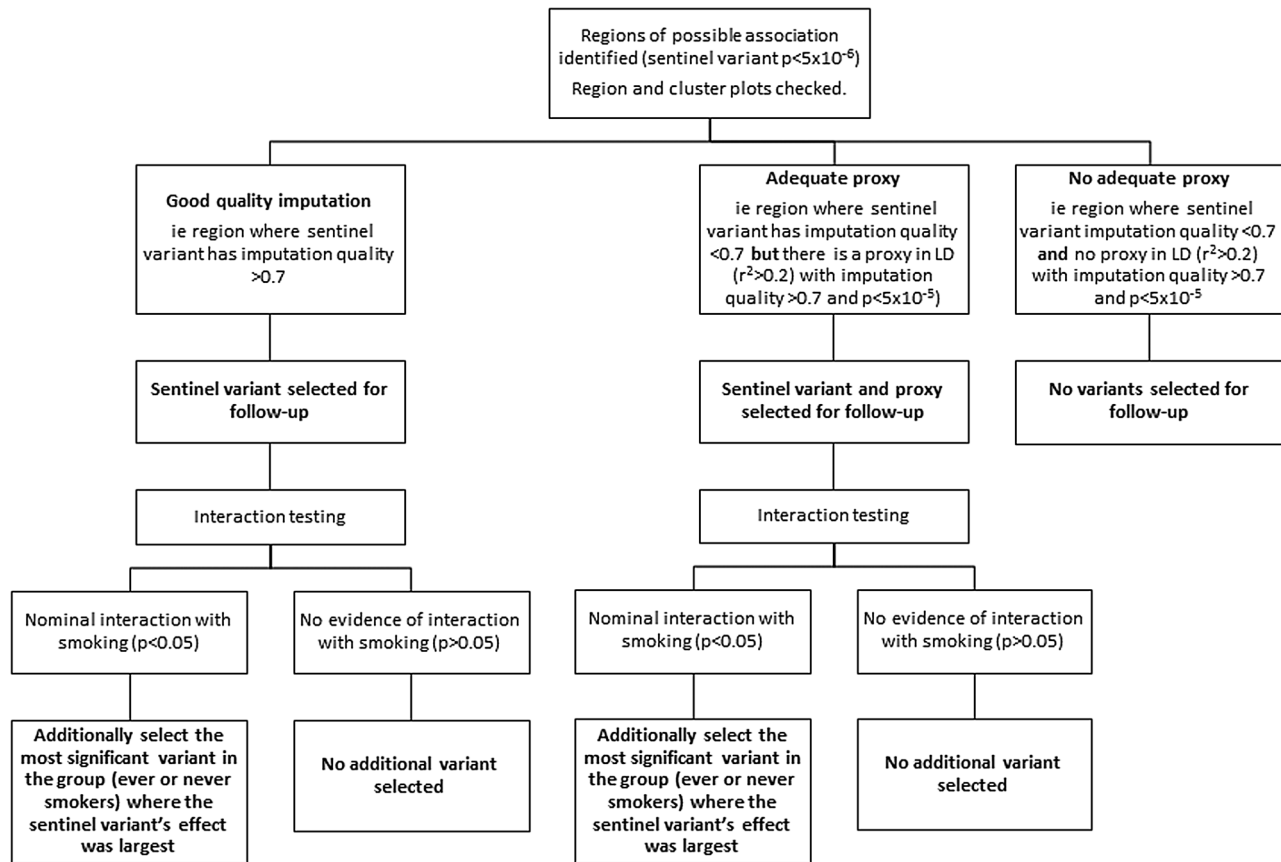 Regions of possible association
identified (sentinel variant p<5x10⁻⁶)
Region and cluster plots checked.
Good quality imputation
ie region where sentinel
variant has imputation quality
>0.7
Adequate proxy
ie region where sentinel
variant has imputation quality
<0.7 but there is a proxy in LD
(r²>0.2) with imputation
quality >0.7 and p<5x10⁻⁵)
No adequate proxy
ie region where sentinel
variant imputation quality <0.7
and no proxy in LD (r²>0.2)
with imputation quality >0.7
and p<5x10⁻⁵
Sentinel variant selected for
follow-up
Sentinel variant and proxy
selected for follow-up
No variants selected for
follow-up
Interaction testing
Interaction testing
Nominal interaction with
smoking (p<0.05)
No evidence of interaction
with smoking (p>0.05)
Nominal interaction with
smoking (p<0.05)
No evidence of interaction
with smoking (p>0.05)
Additionally select the
most significant variant in
the group (ever or never
smokers) where the
sentinel variant's effect
was largest
No additional variant
selected
Additionally select the
most significant variant in
the group (ever or never
smokers) where the
sentinel variant's effect
was largest
No additional variant
selected